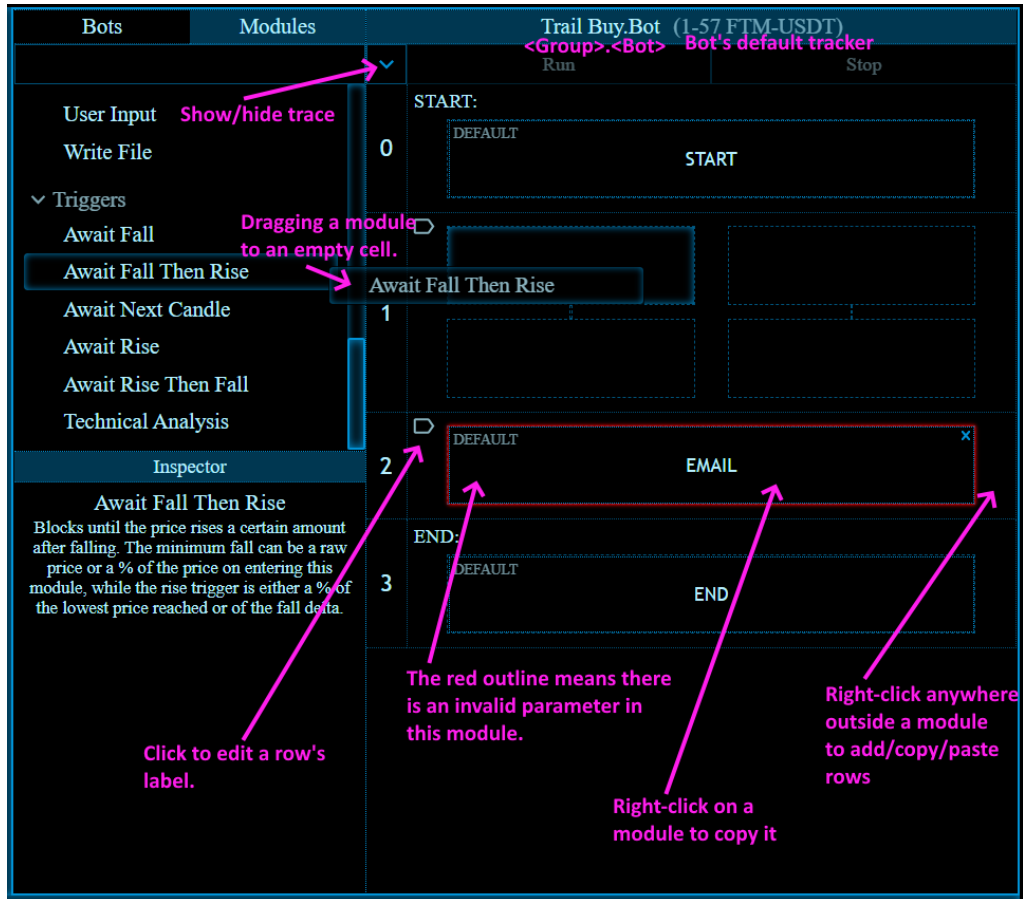 Bots
Modules
Trail Buy.Bot (1-57 FTM-USDT)
<Group>.<Bot>
Bot's default tracker
Run
Stop
Show/hide trace
User Input
Write File
Triggers
Await Fall
Await Fall Then Rise
Await Next Candle
Await Rise
Await Rise Then Fall
Technical Analysis
Dragging a module
to an empty cell.
Await Fall Then Rise
START:
0
DEFAULT
START
1
2
DEFAULT
x
EMAIL
END:
3
DEFAULT
END
Inspector
Await Fall Then Rise
Blocks until the price rises a certain amount
after falling. The minimum fall can be a raw
price or a % of the price on entering this
module, while the rise trigger is either a % of
the lowest price reached or of the fall delta.
Click to edit a row's
label.
The red outline means there
is an invalid parameter in
this module.
Right-click on a
module to copy it
Right-click anywhere
outside a module
to add/copy/paste
rows